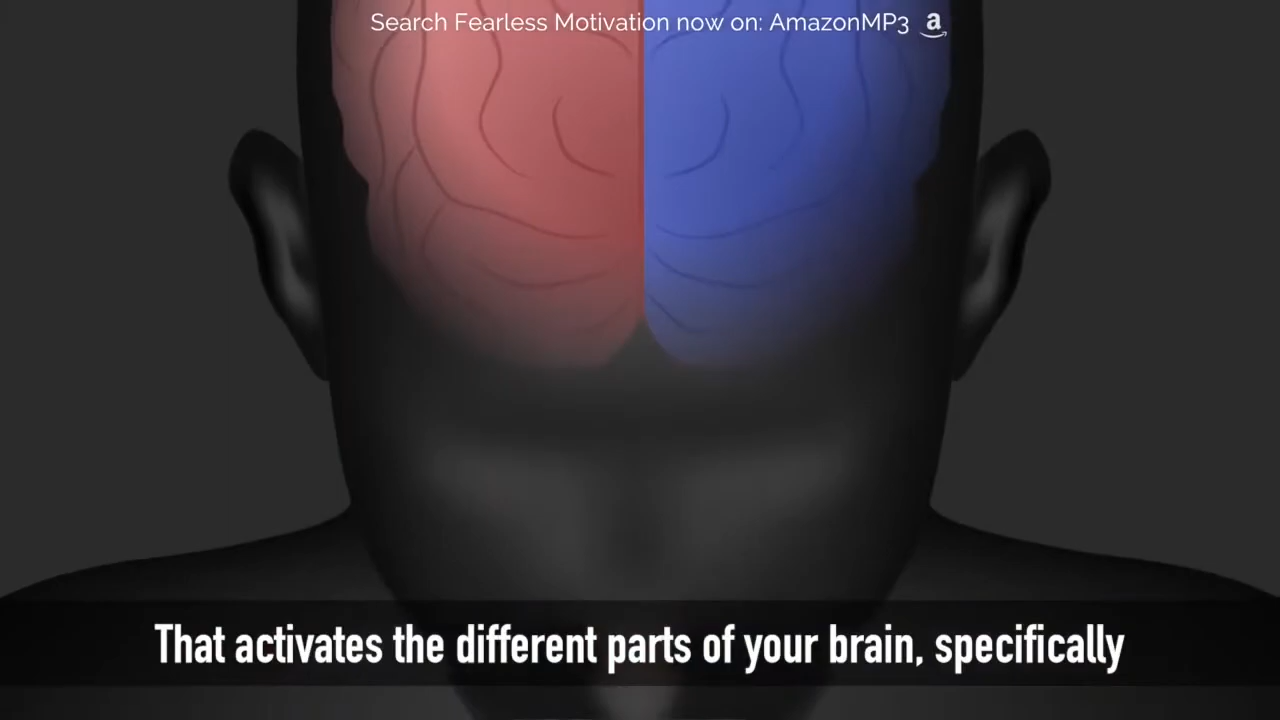 Search Fearless Motivation now on: AmazonMP3
That activates the different parts of your brain, specifically